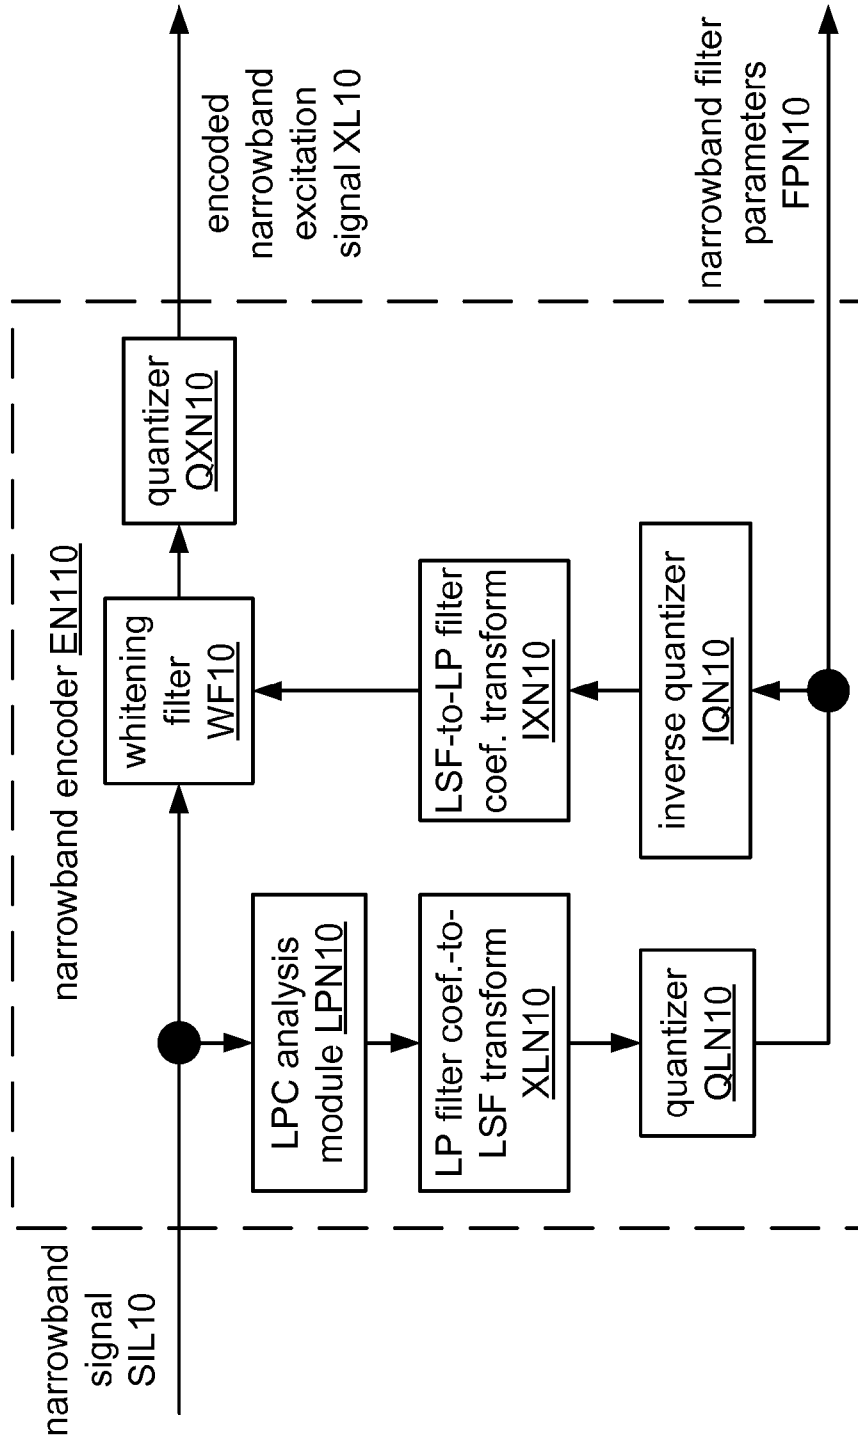 narrowband
signal
SIL10
narrowband encoder EN110
LPC analysis
module LPN10
LP filter coef.-to-
LSF transform
XLN10
quantizer
QLN10
whitening
filter
WF10
LSF-to-LP filter
coef. transform
IXN10
inverse quantizer
IQN10
quantizer
QXN10
encoded
narrowband
excitation
signal XL10
narrowband filter
parameters
FPN10